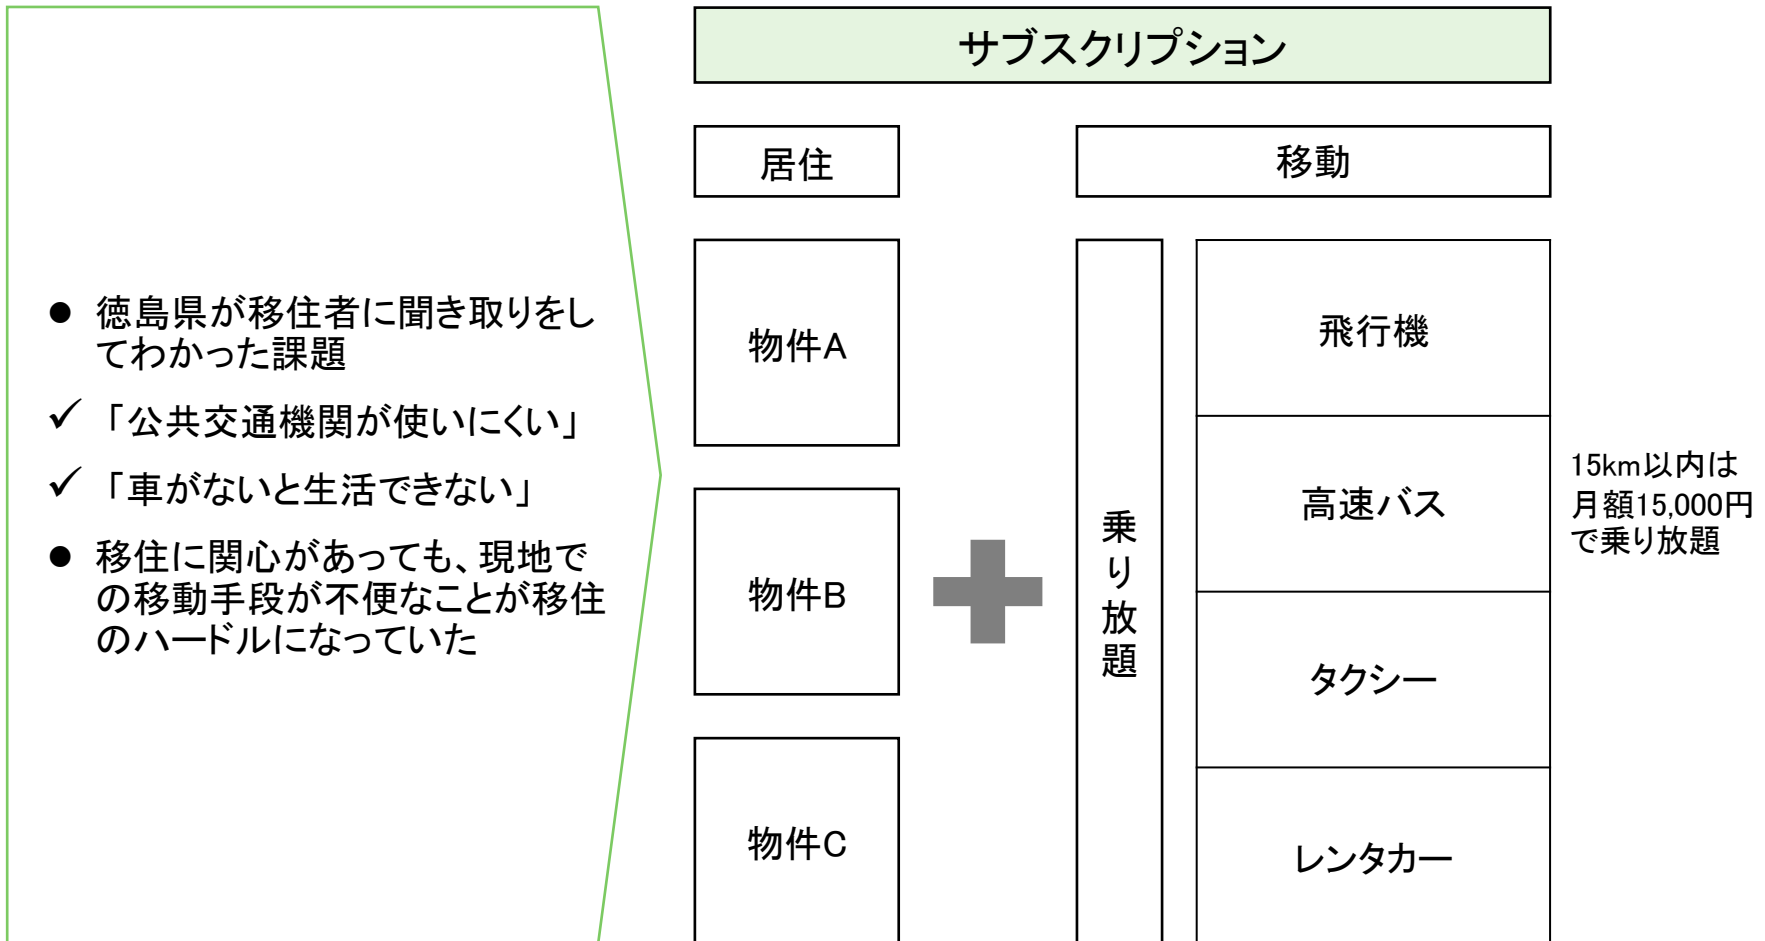 ● 徳島県が移住者に聞き取りをし
てわかった課題
✓ 「公共交通機関が使いにくい」
✓ 「車がないと生活できない」
● 移住に関心があっても、現地で
の移動手段が不便なことが移住
のハードルになっていた
サブスクリプション
居住
移動
物件A
物件B
物件C
乗り放題
飛行機
高速バス
タクシー
レンタカー
15km以内は
月額15,000円
で乗り放題